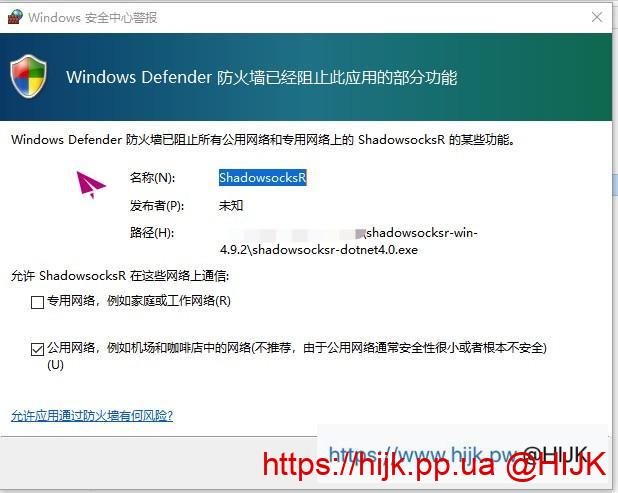 Windows 安全中心警报
Windows Defender 防火墙已经阻止此应用的部分功能
Windows Defender 防火墙已阻止所有公用网络和专用网络上的 ShadowsocksR 的某些功能。
名称(N): ShadowsocksR
发布者(P): 未知
路径(H): \shadowsocksr-win-
4.9.2\shadowsocksr-dotnet4.0.exe
允许 ShadowsocksR 在这些网络上通信:
专用网络，例如家庭或工作网络(R)
公用网络，例如机场和咖啡店中的网络(不推荐，由于公用网络通常安全性很小或者根本不安全)
(U)
允许应用通过防火墙有何风险?
https://www.hijk.pw @HIJK
https://hijk.pp.ua @HIJK